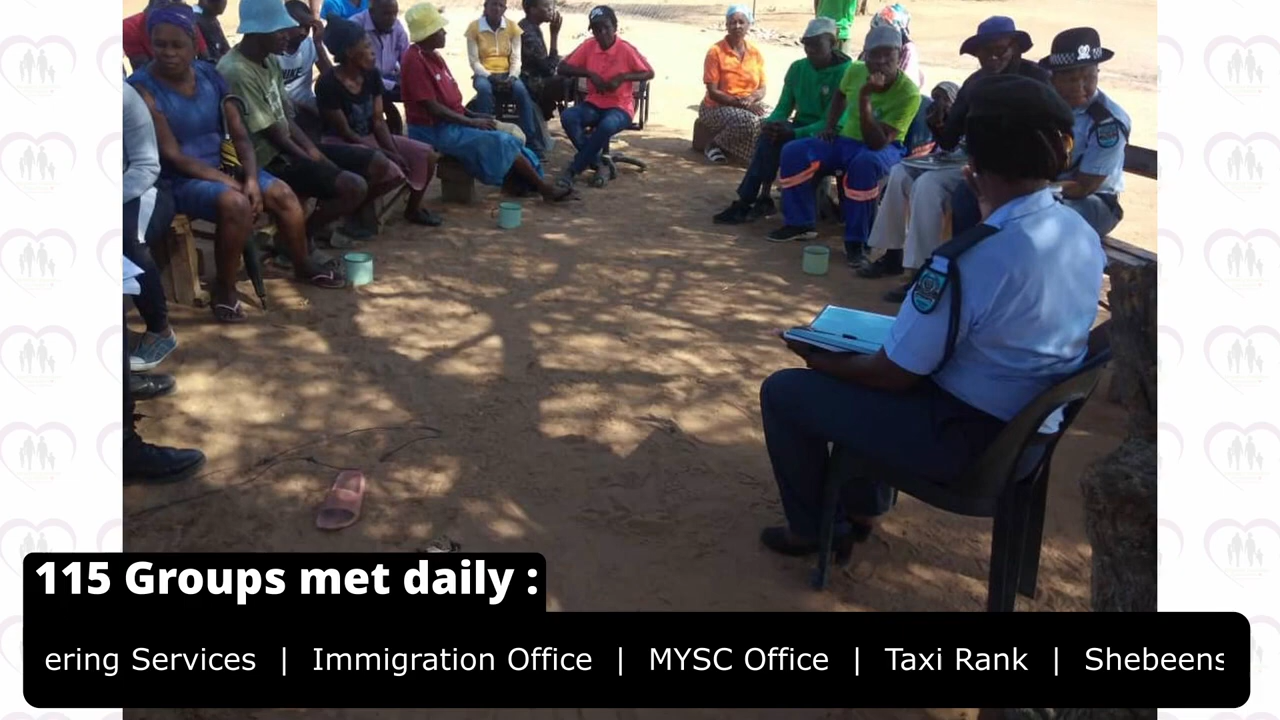 115 Groups met daily :
ering Services | Immigration Office | MYSC Office | Taxi Rank | Shebeens